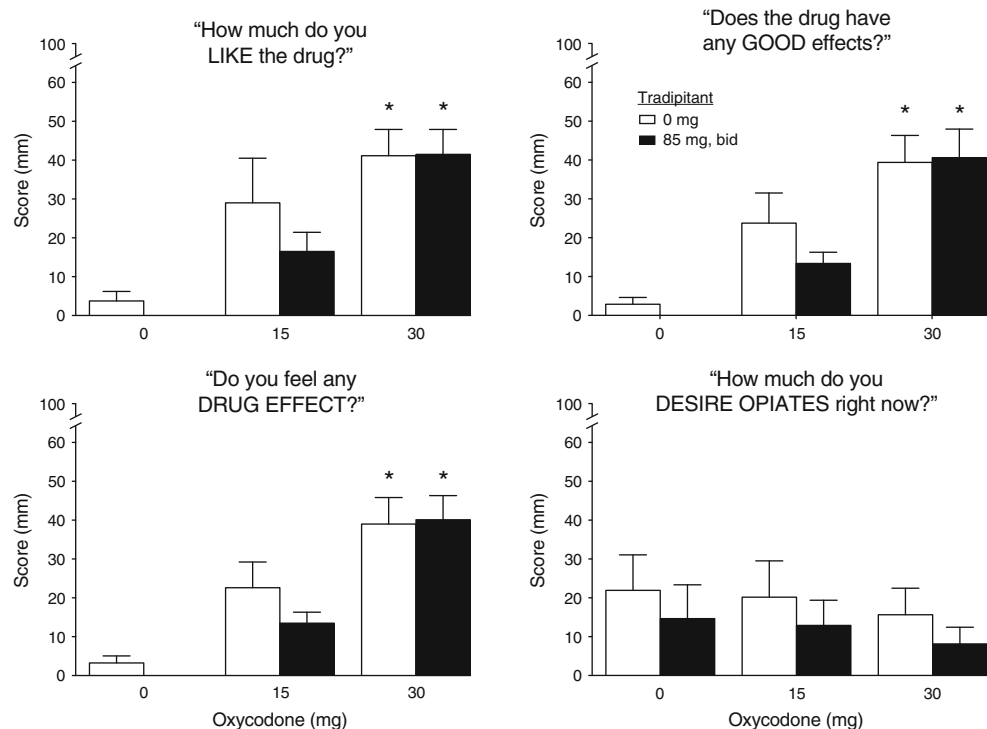 “How much do you
LIKE the drug?”
100
60
50
40
30
20
10
0
Score (mm)
* *
0 15 30
“Does the drug have
any GOOD effects?”
100
60
50
40
30
20
10
0
Score (mm)
Tradipitant
0 mg
85 mg, bid
* *
0 15 30
“Do you feel any
DRUG EFFECT?”
100
60
50
40
30
20
10
0
Score (mm)
* *
0 15 30
Oxycodone (mg)
“How much do you
DESIRE OPIATES right now?”
100
60
50
40
30
20
10
0
Score (mm)
0 15 30
Oxycodone (mg)